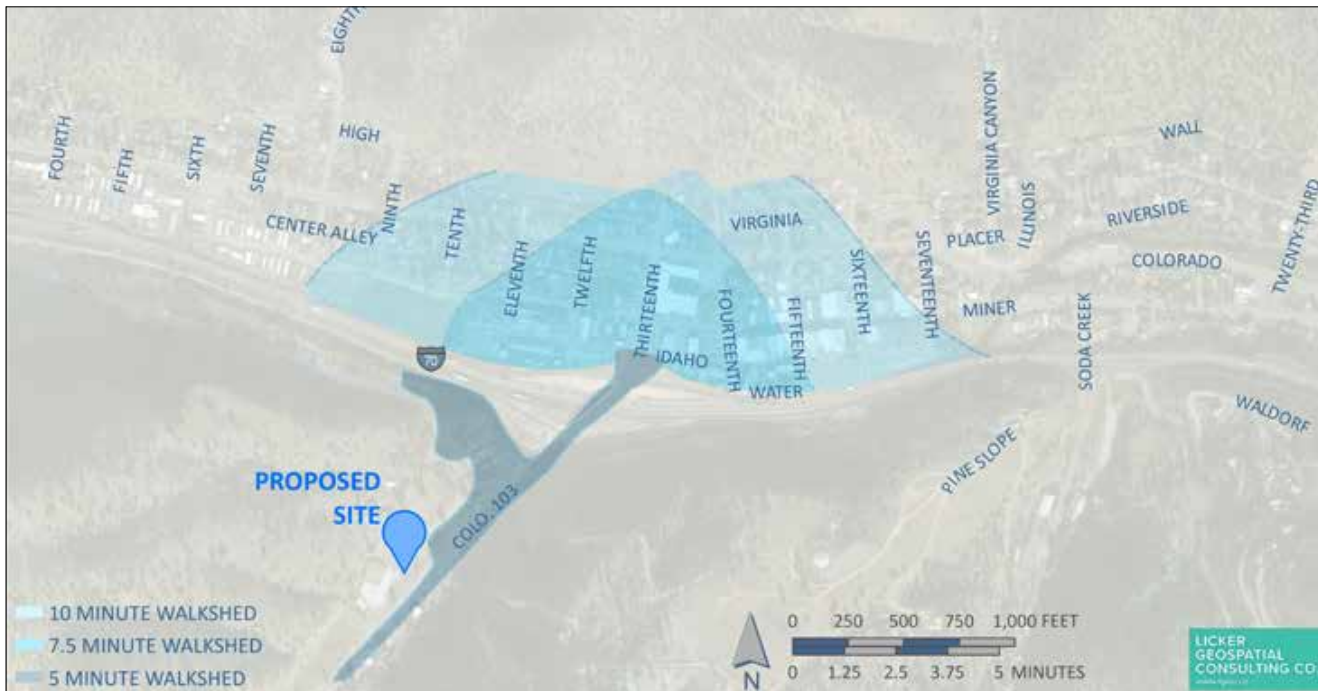 EIGHTH
FOURTH
FIFTH
SIXTH
SEVENTH
HIGH
CENTER ALLEY
NINTH
TENTH
ELEVENTH
TWELFTH
THIRTEENTH
FOURTEENTH
FIFTEENTH
SIXTEENTH
SEVENTEENTH
VIRGINIA
VIRGINIA CANYON
PLACER
ILLINOIS
WALL
RIVERSIDE
COLORADO
TWENTY-THIRD
MINER
SODA CREEK
IDAHO
WATER
70
WALDORF
PINE SLOPE
COLO. 103
PROPOSED
SITE
10 MINUTE WALKSHED
7.5 MINUTE WALKSHED
5 MINUTE WALKSHED
N
0 250 500 750 1,000 FEET
0 1.25 2.5 3.75 5 MINUTES
LICKER
GEOSPATIAL
CONSULTING CO